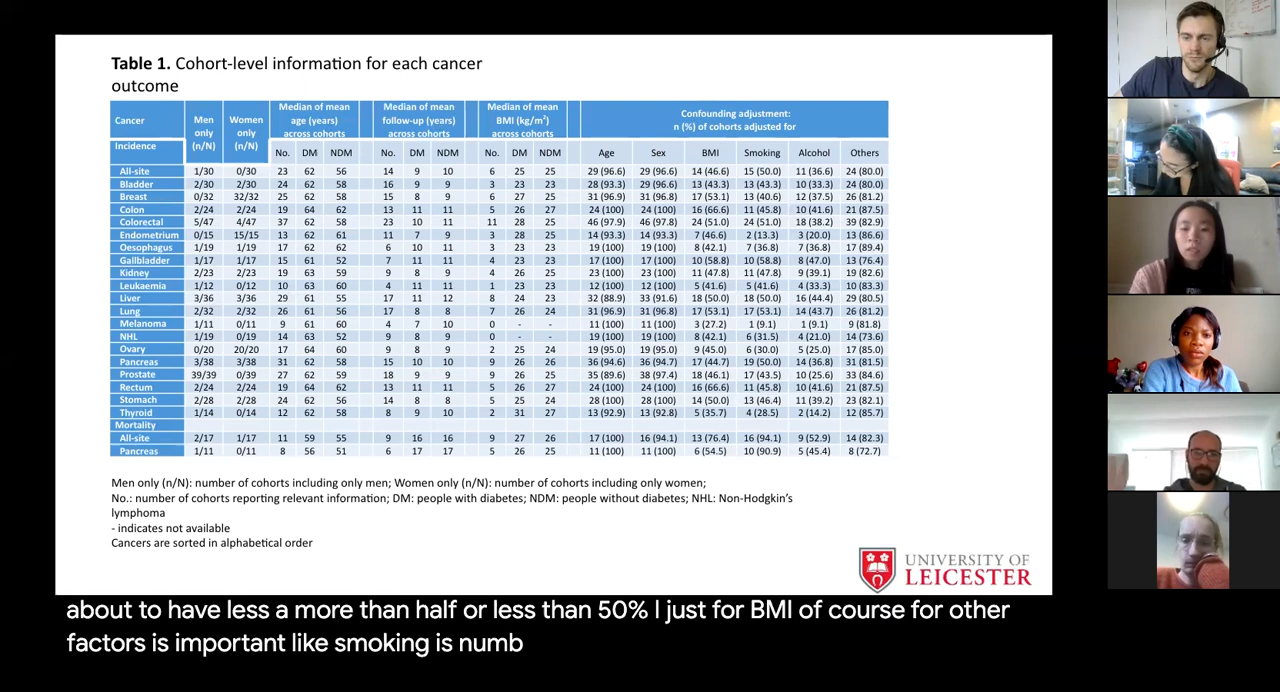 Table 1. Cohort-level information for each cancer
outcome
Cancer Men only (n/N) Women only (n/N) Median of mean age (years) across cohorts Median of mean follow-up (years) across cohorts Median of mean BMI (kg/m²) across cohorts Confounding adjustment: n (%) of cohorts adjusted for
Incidence No. DM NDM No. DM NDM No. DM NDM Age Sex BMI Smoking Alcohol Others
All-site 1/30 0/30 23 62 56 14 9 10 6 25 25 29 (96.6) 29 (96.6) 14 (46.6) 15 (50.0) 11 (36.6) 24 (80.0)
Bladder 2/30 2/30 24 62 58 16 9 9 3 23 23 28 (93.3) 29 (96.6) 13 (43.3) 13 (43.3) 10 (33.3) 24 (80.0)
Breast 0/32 32/32 27 62 58 15 8 9 6 27 25 31 (96.9) 31 (96.8) 17 (53.1) 13 (40.6) 12 (37.5) 26 (81.2)
Colon 2/24 2/24 19 64 62 13 11 11 5 26 27 24 (100) 24 (100) 16 (66.6) 11 (45.8) 10 (41.6) 21 (87.5)
Colorectal 5/47 4/47 37 62 58 23 10 11 11 28 25 46 (97.9) 46 (97.8) 24 (51.0) 24 (51.0) 18 (38.2) 39 (82.9)
Endometrium 0/15 15/15 13 62 61 11 7 9 3 28 25 14 (93.3) 14 (93.3) 7 (46.6) 2 (13.3) 3 (20.0) 13 (86.6)
Oesophagus 1/19 1/19 17 62 62 6 10 11 3 23 23 19 (100) 19 (100) 8 (42.1) 7 (36.8) 7 (36.8) 17 (89.4)
Gallbladder 1/17 1/17 15 61 52 7 11 11 4 23 23 17 (100) 17 (100) 10 (58.8) 10 (58.8) 8 (47.0) 13 (76.4)
Kidney 2/23 2/23 19 63 59 9 8 9 4 26 25 23 (100) 23 (100) 11 (47.8) 11 (47.8) 9 (39.1) 19 (82.6)
Leukaemia 1/12 0/12 10 63 60 4 11 11 1 23 23 12 (100) 12 (100) 5 (41.6) 5 (41.6) 4 (33.3) 10 (83.3)
Liver 3/36 3/36 29 61 55 17 11 12 9 24 23 32 (88.9) 33 (91.6) 18 (50.0) 18 (50.0) 16 (44.4) 29 (80.5)
Lung 2/32 2/32 26 61 56 17 8 8 7 26 24 31 (96.9) 31 (96.8) 17 (53.1) 17 (53.1) 14 (43.7) 26 (81.2)
Melanoma 1/11 0/11 9 61 60 4 7 10 0 - - 11 (100) 11 (100) 3 (27.2) 1 (9.1) 1 (9.1) 9 (81.8)
NHL 1/19 0/19 14 63 52 9 8 9 0 - - 19 (100) 19 (100) 8 (42.1) 6 (31.5) 4 (21.0) 14 (73.6)
Ovary 0/20 20/20 17 64 60 9 8 9 2 25 24 19 (95.0) 19 (95.0) 9 (45.0) 6 (30.0) 5 (25.0) 17 (85.0)
Pancreas 3/38 3/38 31 62 58 15 10 10 9 26 26 36 (94.6) 36 (94.7) 17 (44.7) 19 (50.0) 14 (36.8) 31 (81.5)
Prostate 39/39 0/39 27 62 59 18 9 9 9 26 25 35 (89.6) 38 (97.4) 18 (46.1) 17 (43.5) 10 (25.6) 33 (84.6)
Rectum 2/24 2/24 19 64 62 13 11 11 5 26 27 24 (100) 24 (100) 16 (66.6) 11 (45.8) 10 (41.6) 21 (87.5)
Stomach 2/28 2/28 24 62 56 14 8 8 5 25 24 28 (100) 28 (100) 14 (50.0) 13 (46.4) 11 (39.2) 23 (82.1)
Thyroid 1/14 0/14 12 62 58 8 9 10 2 31 27 13 (92.9) 13 (92.8) 5 (35.7) 4 (28.5) 2 (14.2) 12 (85.7)
Mortality
All-site 2/17 1/17 11 59 55 9 16 16 9 27 26 17 (100) 16 (94.1) 13 (76.4) 16 (94.1) 9 (52.9) 14 (82.3)
Pancreas 1/11 0/11 8 56 51 6 17 17 5 26 25 11 (100) 11 (100) 6 (54.5) 10 (90.9) 5 (45.4) 8 (72.7)
Men only (n/N): number of cohorts including only men; Women only (n/N): number of cohorts including only women;
No.: number of cohorts reporting relevant information; DM: people with diabetes; NDM: people without diabetes; NHL: Non-Hodgkin's
lymphoma
- indicates not available
Cancers are sorted in alphabetical order
UNIVERSITY OF
LEICESTER
about to have less a more than half or less than 50% I just for BMI of course for other
factors is important like smoking is numb